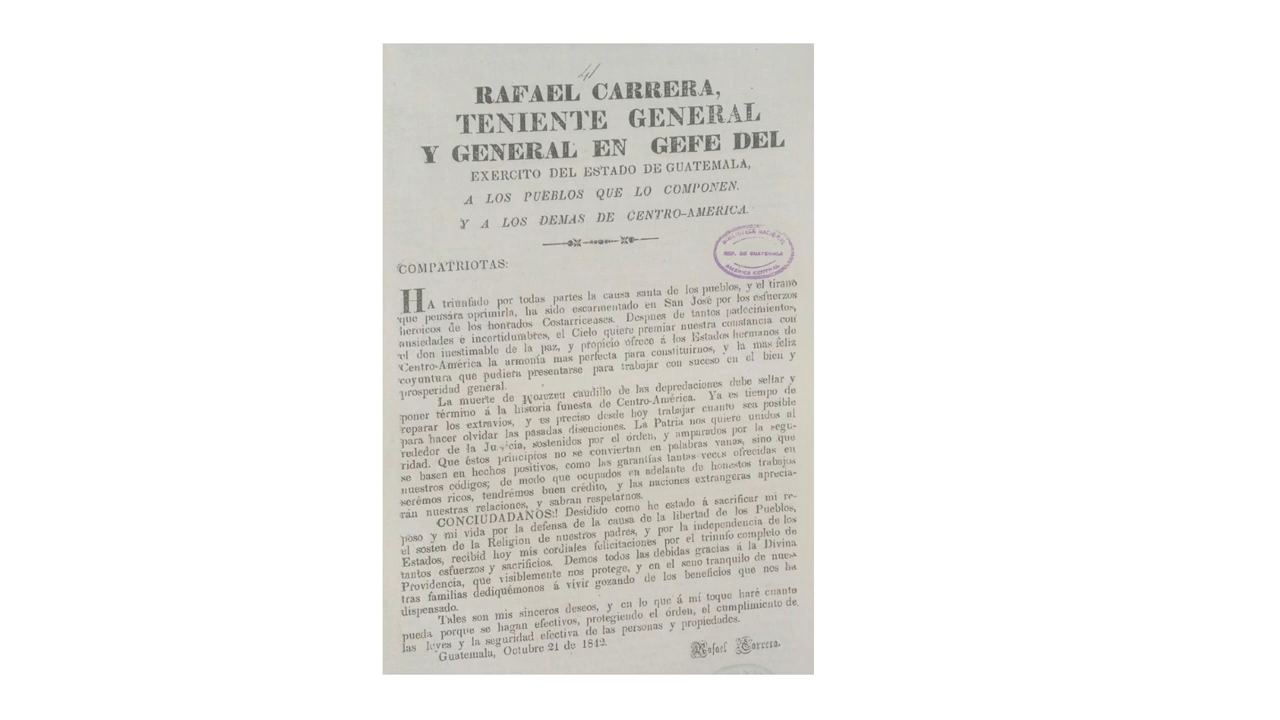 41
RAFAEL CARRERA,
TENIENTE GENERAL
Y GENERAL EN GEFE DEL
EXERCITO DEL ESTADO DE GUATEMALA,
A LOS PUEBLOS QUE LO COMPONEN.
Y A LOS DEMAS DE CENTRO-AMERICA.
BIBLIOTECA NACIONAL
REP. DE GUATEMALA
AMERICA CENTRAL
COMPATRIOTAS:
HA triunfado por todas partes la causa santa de los pueblos, y el tirano
que pensára oprimirla, ha sido escarmentado en San José por los esfuerzos
heroicos de los honrados Costarricenses. Despues de tantos padecimientos,
ansiedades é incertidumbres, el Cielo quiere premiar nuestra constancia con
el don inestimable de la paz, y propicio ofrece á los Estados hermanos de
Centro-América la armonía mas perfecta para constituirnos, y la mas feliz
coyuntura que pudiera presentarse para trabajar con suceso en el bien y
prosperidad general.
La muerte de caudillo de las depredaciones debe sellar y
poner término á la historia funesta de Centro-América. Ya es tiempo de
reparar los extravios, y es preciso desde hoy trabajar cuanto sea posible
para hacer olvidar las pasadas disenciones. La Patria nos quiere unidos al
rededor de la Justicia, sostenidos por el órden, y amparados por la segu-
ridad. Que éstos principios no se conviertan en palabras vanas, sino que
se basen en hechos positivos, como las garantías tantas veces ofrecidas en
nuestros códigos; de modo que ocupados en adelante de honestos trabajos
serémos ricos, tendrémos buen crédito, y las naciones extrangeras aprecia-
rán nuestras relaciones, y sabran respetarnos.
CONCIUDADANOS:! Desidido como he estado á sacrificar mi re-
poso y mi vida por la defensa de la causa de la libertad de los Pueblos,
el sosten de la Religion de nuestros padres, y por la independencia de los
Estados, recibid hoy mis cordiales felicitaciones por el triunfo completo de
tantos esfuerzos y sacrificios. Demos todos las debidas gracias á la Divina
Providencia, que visiblemente nos protege, y en el seno tranquilo de nues-
tras familias dediquémonos á vivir gozando de los beneficios que nos ha
dispensado.
Tales son mis sinceros deseos, y en lo que á mí toque haré cuanto
pueda porque se hagan efectivos, protegiendo el órden, el cumplimiento de
las leyes y la seguridad efectiva de las personas y propiedades.
Guatemala, Octubre 21 de 1842.
Rafael Carrera.